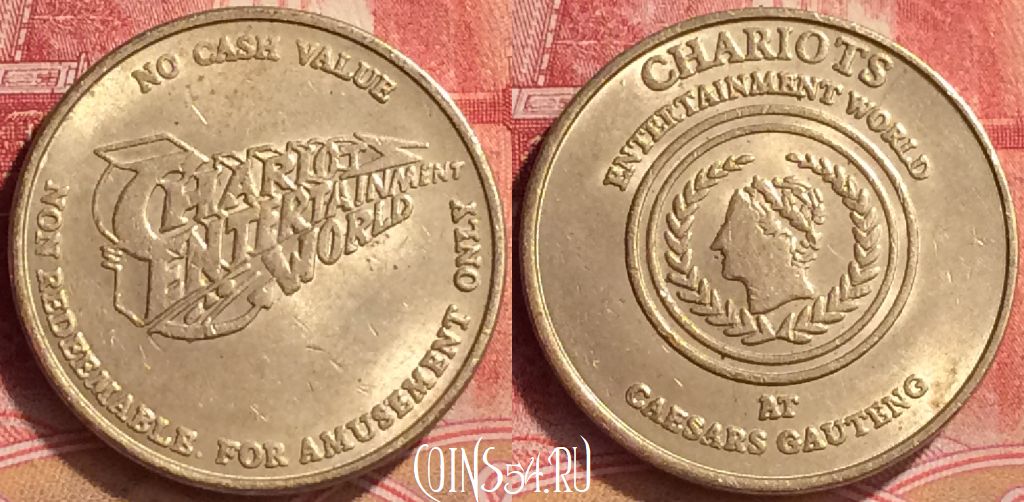 NO CASH VALUE
CHARIOTS
ENTERTAINMENT
WORLD
NON REDEEMABLE. FOR AMUSEMENT ONLY
CHARIOTS
ENTERTAINMENT WORLD
AT
CAESARS GAUTENG
COINS54.RU